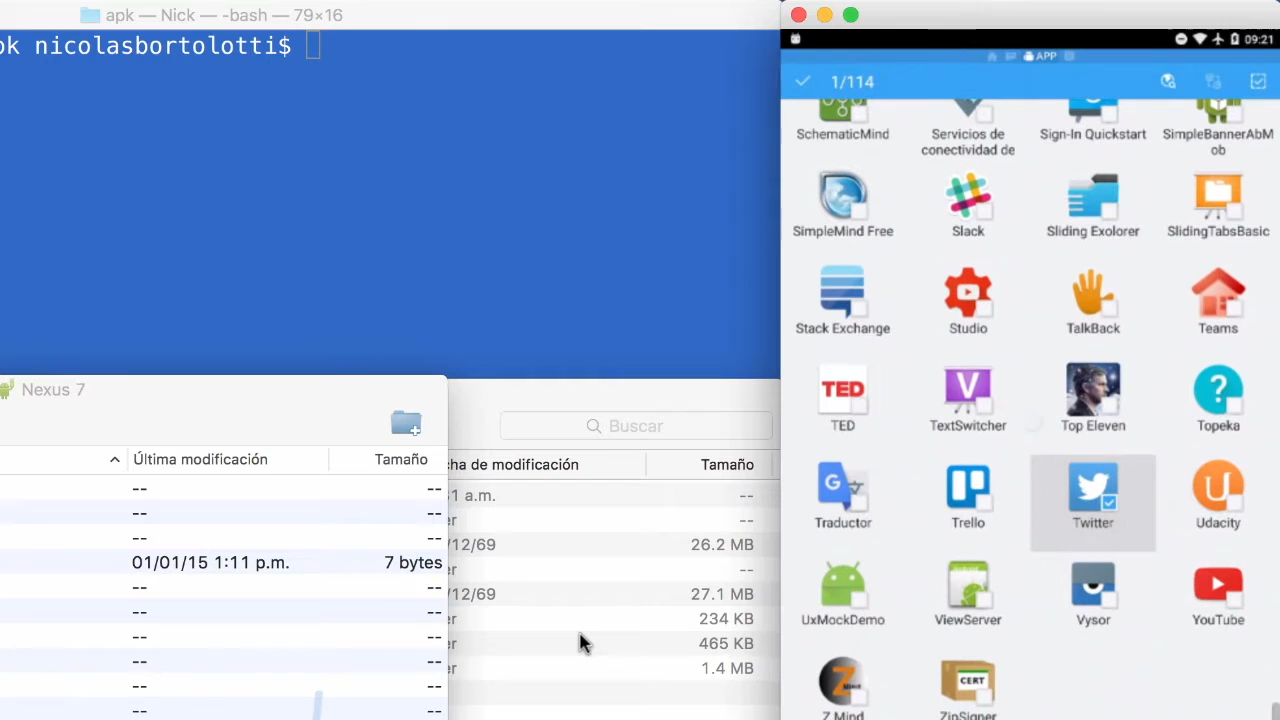 apk — Nick — -bash — 79×16
ok nicolasbortolotti$
Nexus 7
Última modificación Tamaño
-- --
-- --
-- --
01/01/15 1:11 p.m. 7 bytes
-- --
-- --
-- --
-- --
-- --
-- --
Buscar
cha de modificación Tamaño
31 a.m. --
er --
/12/69 26.2 MB
er --
/12/69 27.1 MB
er 234 KB
er 465 KB
er 1.4 MB
09:21
APP
1/114
SchematicMind
Servicios de
conectividad de
Sign-In Quickstart
SimpleBannerAbM
ob
SimpleMind Free
Slack
Sliding Exolorer
SlidingTabsBasic
Stack Exchange
Studio
TalkBack
Teams
TED
TED
V
TextSwitcher
Top Eleven
?
Topeka
G
Traductor
Trello
Twitter
Udacity
UxMockDemo
ViewServer
Vysor
YouTube
Z Mind
CERT
ZipSigner